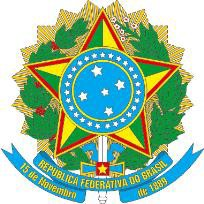 REPÚBLICA FEDERATIVA DO BRASIL
15 de Novembro de 1889